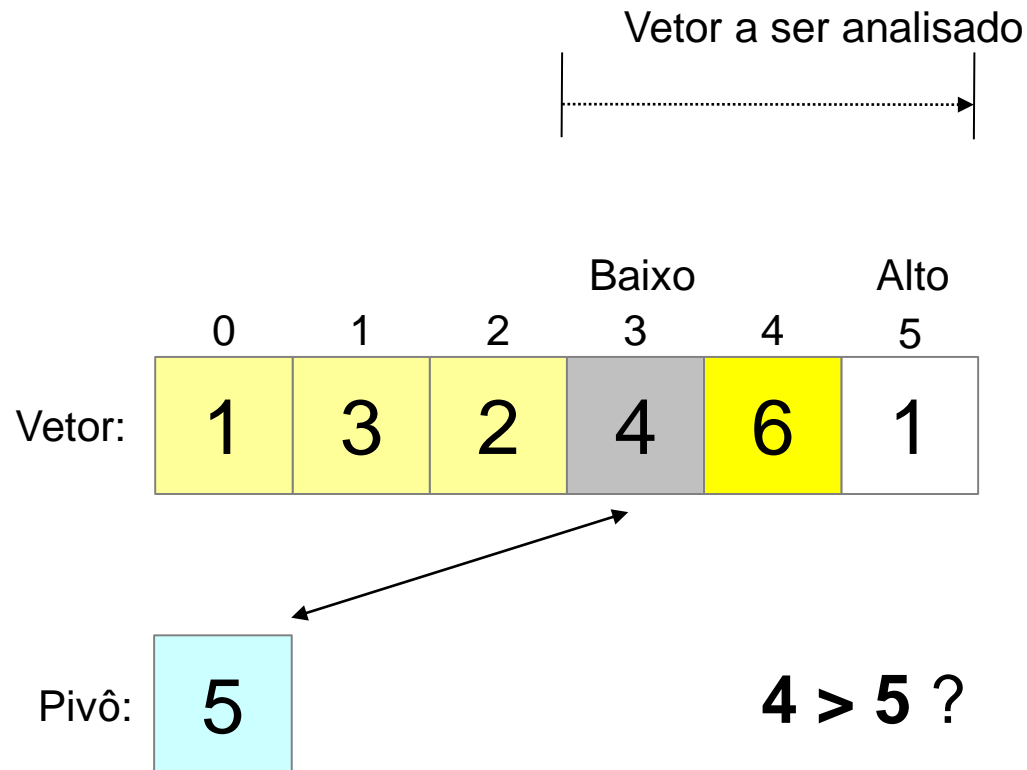 Vetor a ser analisado
Baixo Alto
0 1 2 3 4 5
Vetor: 1 3 2 4 6 1
Pivô: 5 4 > 5 ?